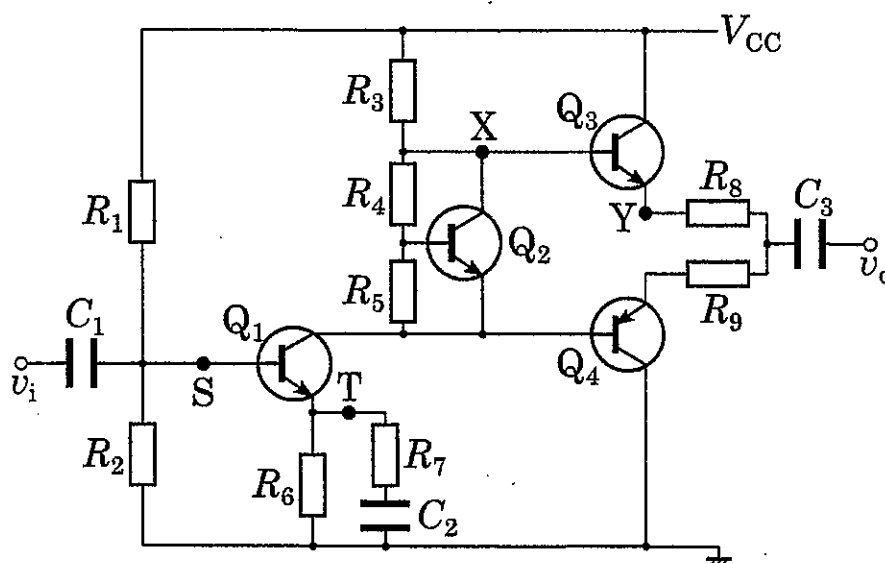 V_CC
R_3
X
Q_3
R_4
R_8
C_3
R_1
Y
Q_2
v_o
R_5
R_9
C_1
Q_1
Q_4
v_i
S
T
R_2
R_7
R_6
C_2